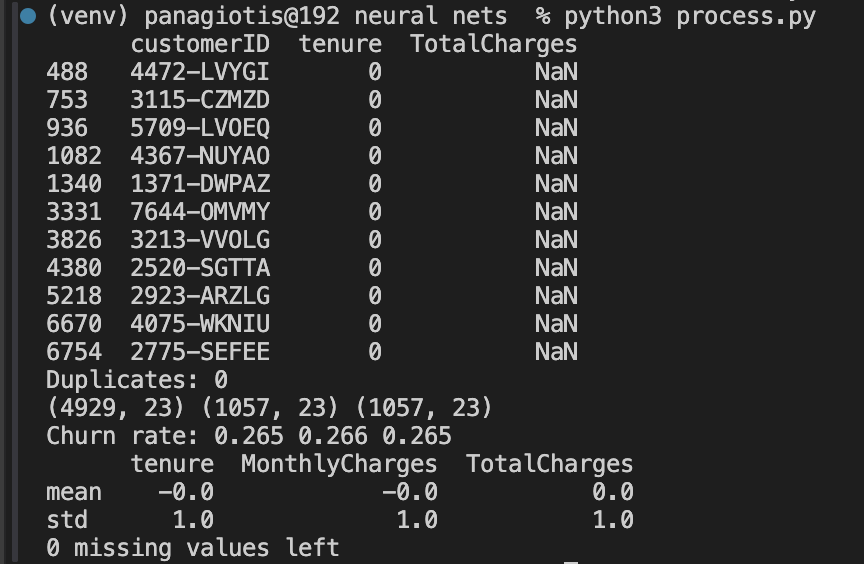 (venv) panagiotis@192 neural nets % python3 process.py
customerID tenure TotalCharges
488 4472-LVYGI 0 NaN
753 3115-CZMZD 0 NaN
936 5709-LVOEQ 0 NaN
1082 4367-NUYAO 0 NaN
1340 1371-DWPAZ 0 NaN
3331 7644-OMVMY 0 NaN
3826 3213-VVOLG 0 NaN
4380 2520-SGTTA 0 NaN
5218 2923-ARZLG 0 NaN
6670 4075-WKNIU 0 NaN
6754 2775-SEFEE 0 NaN
Duplicates: 0
(4929, 23) (1057, 23) (1057, 23)
Churn rate: 0.265 0.266 0.265
tenure MonthlyCharges TotalCharges
mean -0.0 -0.0 0.0
std 1.0 1.0 1.0
0 missing values left